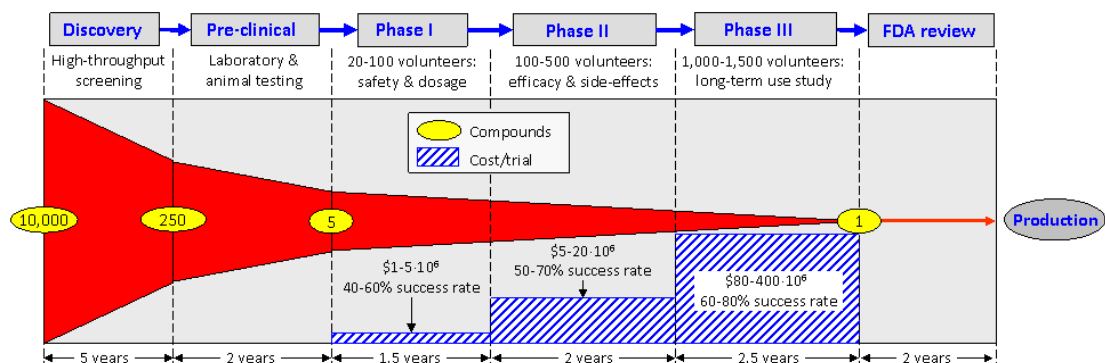 Discovery
Pre-clinical
Phase I
Phase II
Phase III
FDA review
High-throughput
screening
Laboratory &
animal testing
20-100 volunteers:
safety & dosage
100-500 volunteers:
efficacy & side-effects
1,000-1,500 volunteers:
long-term use study
Compounds
Cost/trial
10,000
250
5
1
Production
$1-5·10⁶
40-60% success rate
$5-20·10⁶
50-70% success rate
$80-400·10⁶
60-80% success rate
5 years
2 years
1.5 years
2 years
2.5 years
2 years